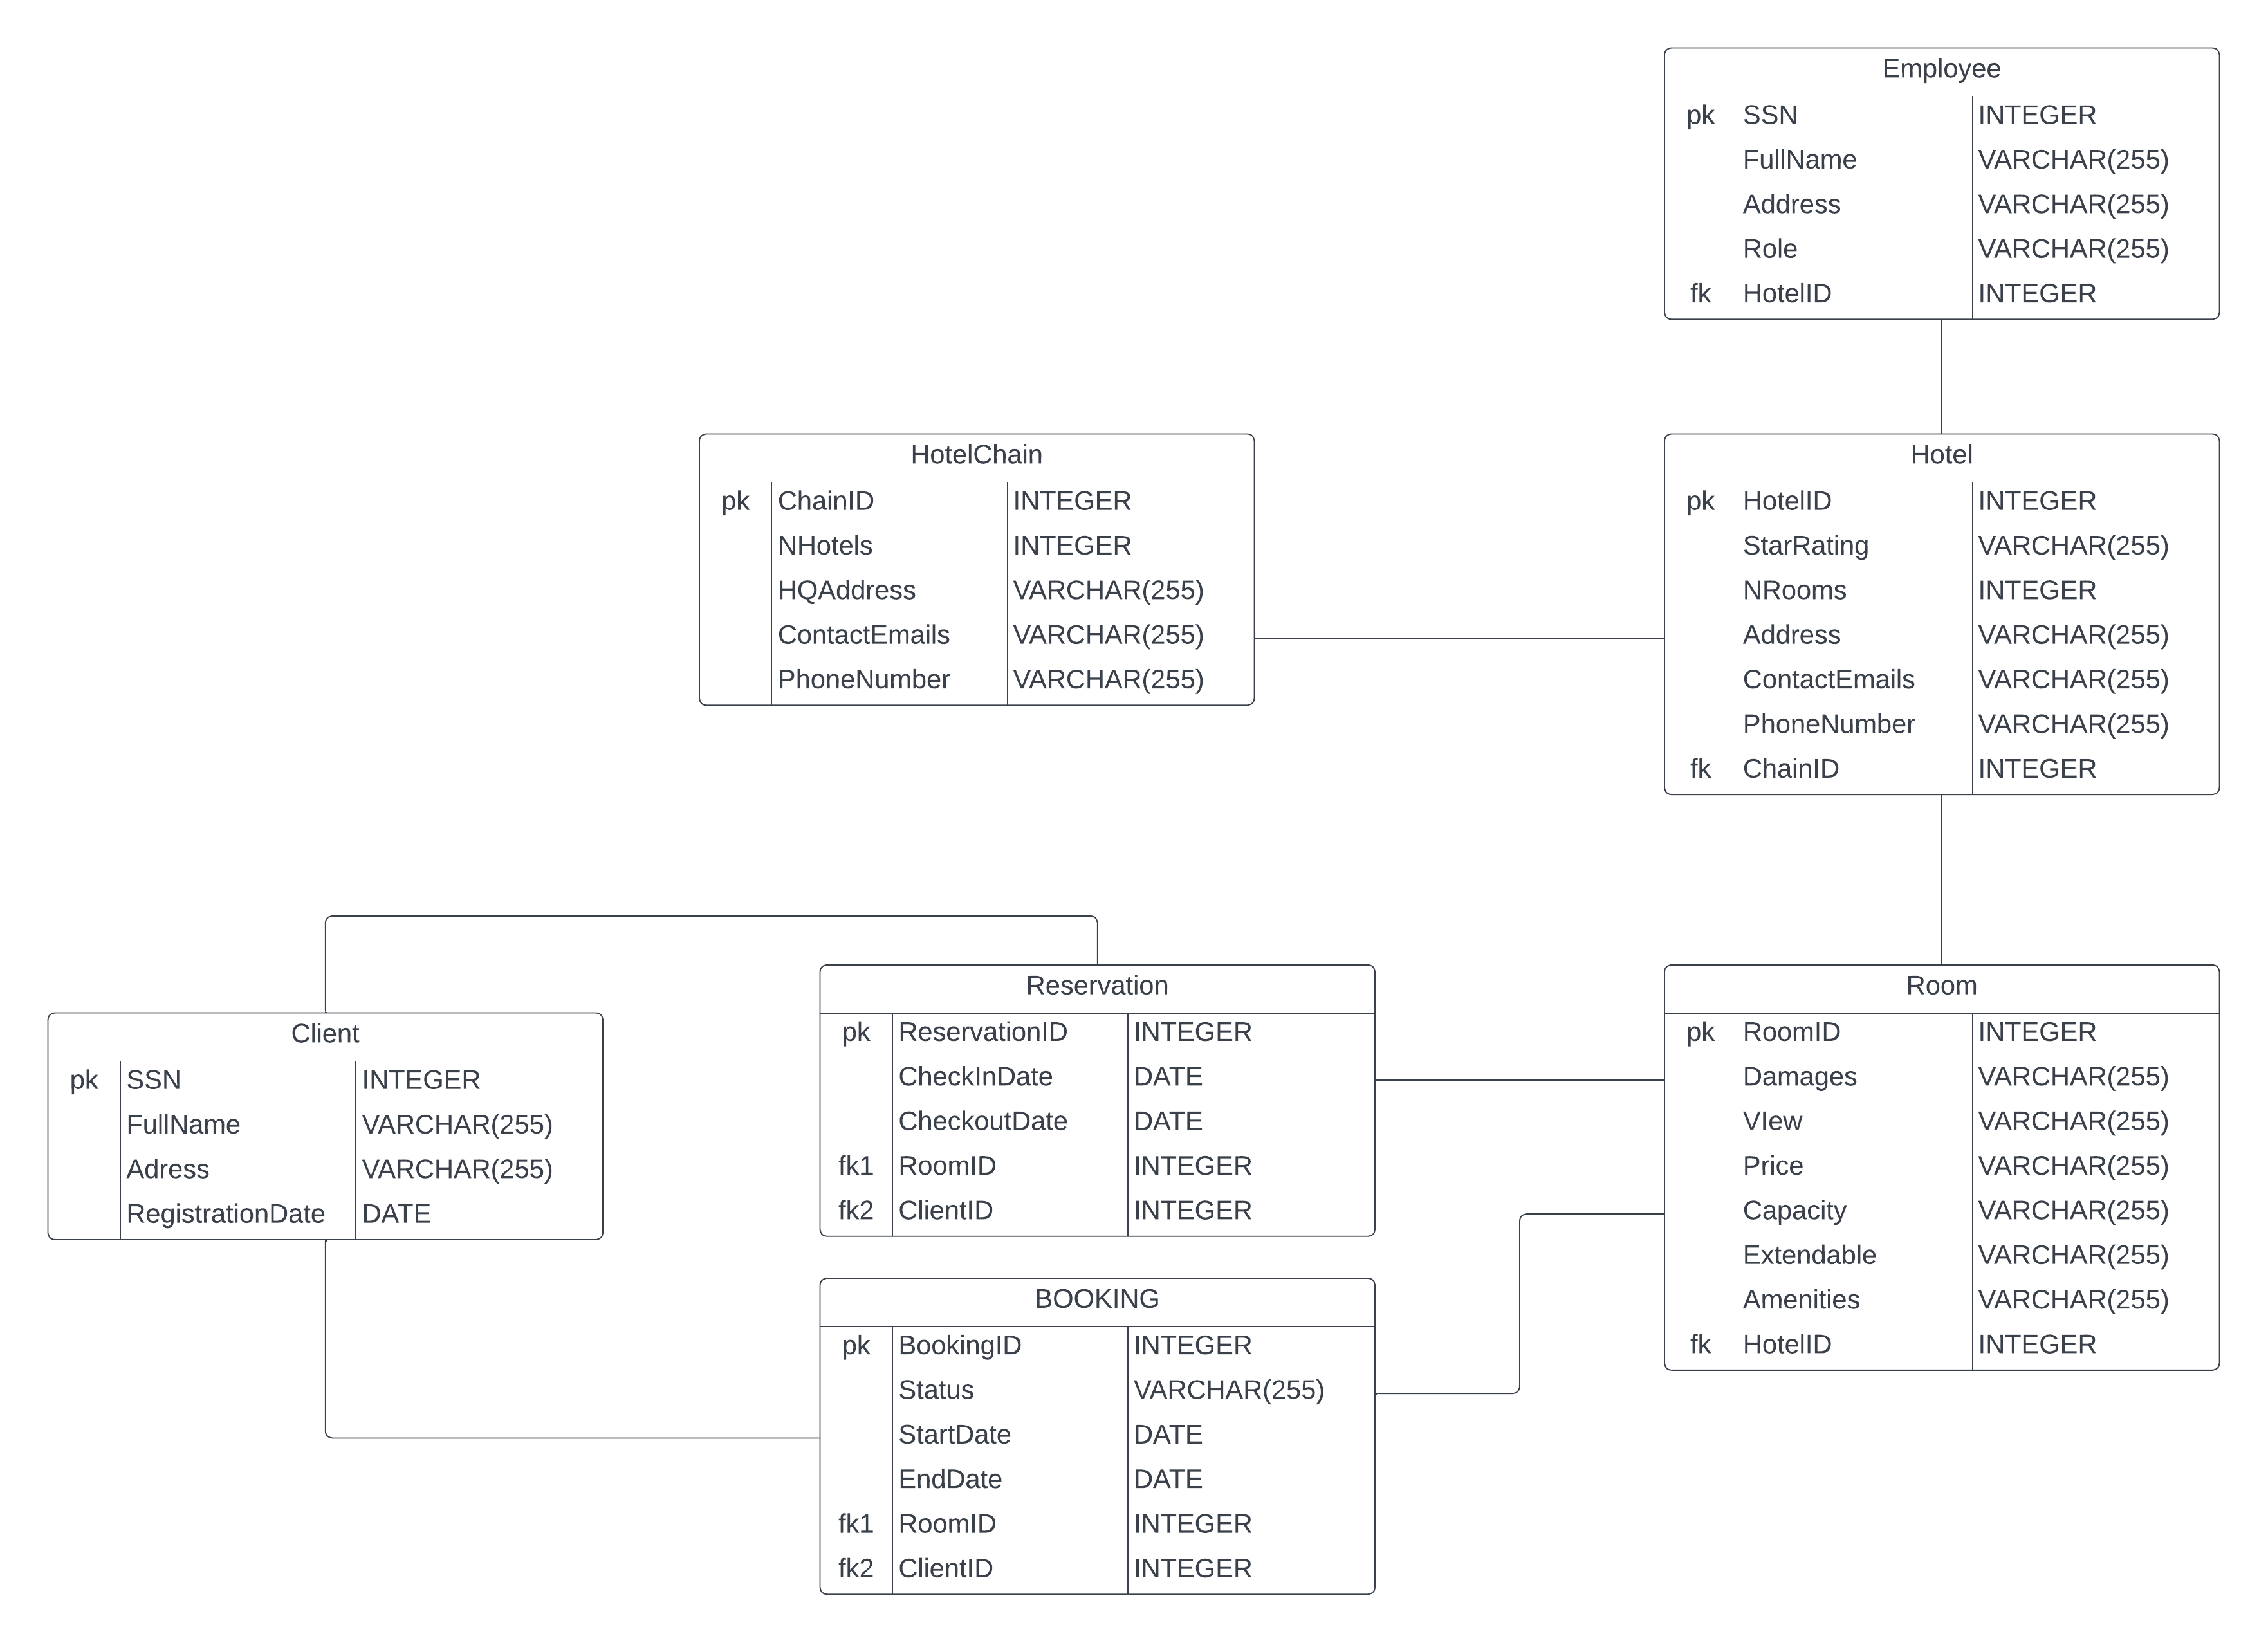 Employee
pk SSN INTEGER
FullName VARCHAR(255)
Address VARCHAR(255)
Role VARCHAR(255)
fk HotelID INTEGER
HotelChain
pk ChainID INTEGER
NHotels INTEGER
HQAddress VARCHAR(255)
ContactEmails VARCHAR(255)
PhoneNumber VARCHAR(255)
Hotel
pk HotelID INTEGER
StarRating VARCHAR(255)
NRooms INTEGER
Address VARCHAR(255)
ContactEmails VARCHAR(255)
PhoneNumber VARCHAR(255)
fk ChainID INTEGER
Client
pk SSN INTEGER
FullName VARCHAR(255)
Adress VARCHAR(255)
RegistrationDate DATE
Reservation
pk ReservationID INTEGER
CheckInDate DATE
CheckoutDate DATE
fk1 RoomID INTEGER
fk2 ClientID INTEGER
Room
pk RoomID INTEGER
Damages VARCHAR(255)
VIew VARCHAR(255)
Price VARCHAR(255)
Capacity VARCHAR(255)
Extendable VARCHAR(255)
Amenities VARCHAR(255)
fk HotelID INTEGER
BOOKING
pk BookingID INTEGER
Status VARCHAR(255)
StartDate DATE
EndDate DATE
fk1 RoomID INTEGER
fk2 ClientID INTEGER